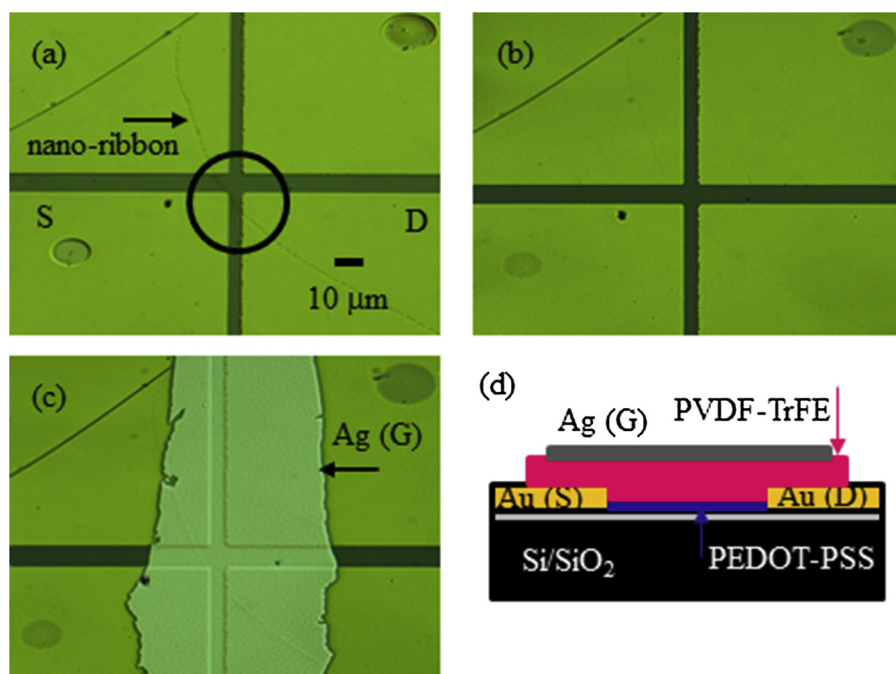 (a)
nano-ribbon
S
D
10 μm
(b)
(c)
Ag (G)
(d)
PVDF-TrFE
Ag (G)
Au (S)
Au (D)
Si/SiO₂
PEDOT-PSS